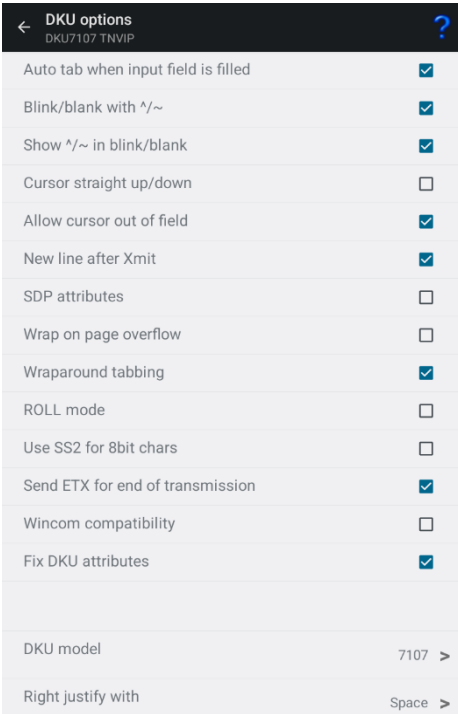 DKU options
DKU7107 TNVIP
?
Auto tab when input field is filled
Blink/blank with ^/~
Show ^/~ in blink/blank
Cursor straight up/down
Allow cursor out of field
New line after Xmit
SDP attributes
Wrap on page overflow
Wraparound tabbing
ROLL mode
Use SS2 for 8bit chars
Send ETX for end of transmission
Wincom compatibility
Fix DKU attributes
DKU model 7107 >
Right justify with Space >